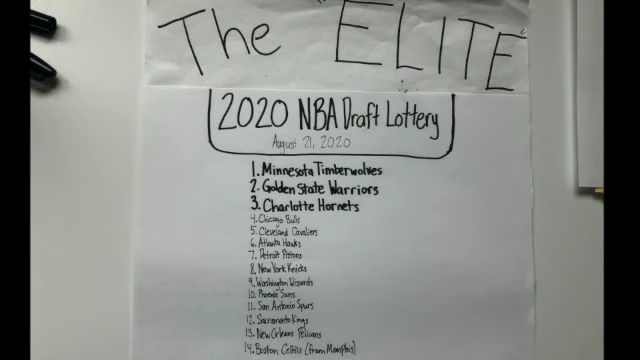 The "ELITE"
2020 NBA Draft Lottery
August 21, 2020
1. Minnesota Timberwolves
2. Golden State Warriors
3. Charlotte Hornets
4. Chicago Bulls
5. Cleveland Cavaliers
6. Atlanta Hawks
7. Detroit Pistons
8. New York Knicks
9. Washington Wizards
10. Phoenix Suns
11. San Antonio Spurs
12. Sacramento Kings
13. New Orleans Pelicans
14. Boston Celtics (from Memphis)